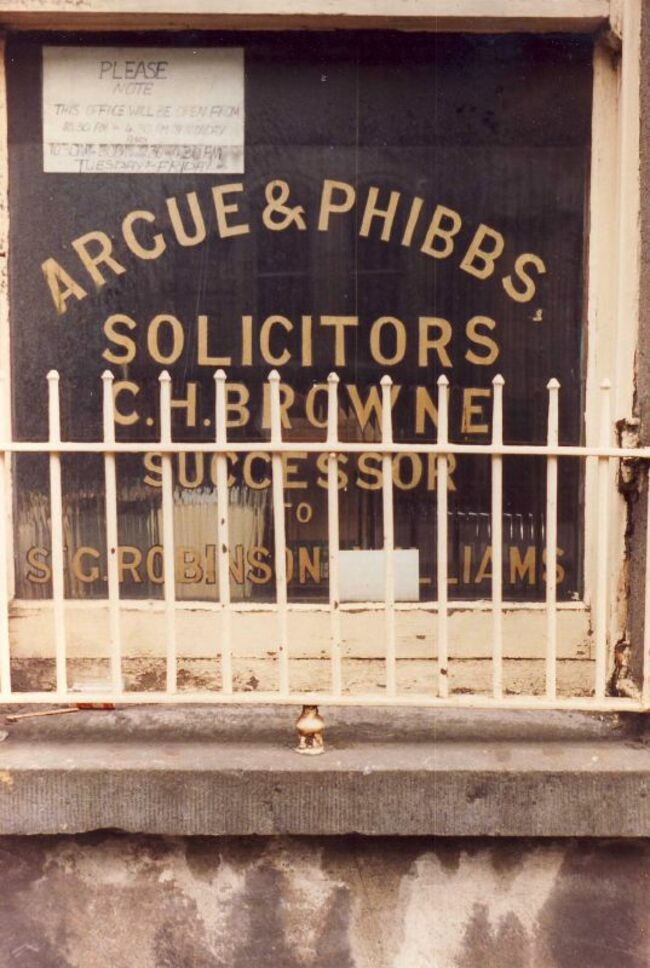 PLEASE
NOTE
THIS OFFICE WILL BE OPEN FROM
TUESDAY-FRIDAY
ARGUE & PHIBBS
SOLICITORS
C.H.BROWNE
SUCCESSOR
TO
ROBINSON